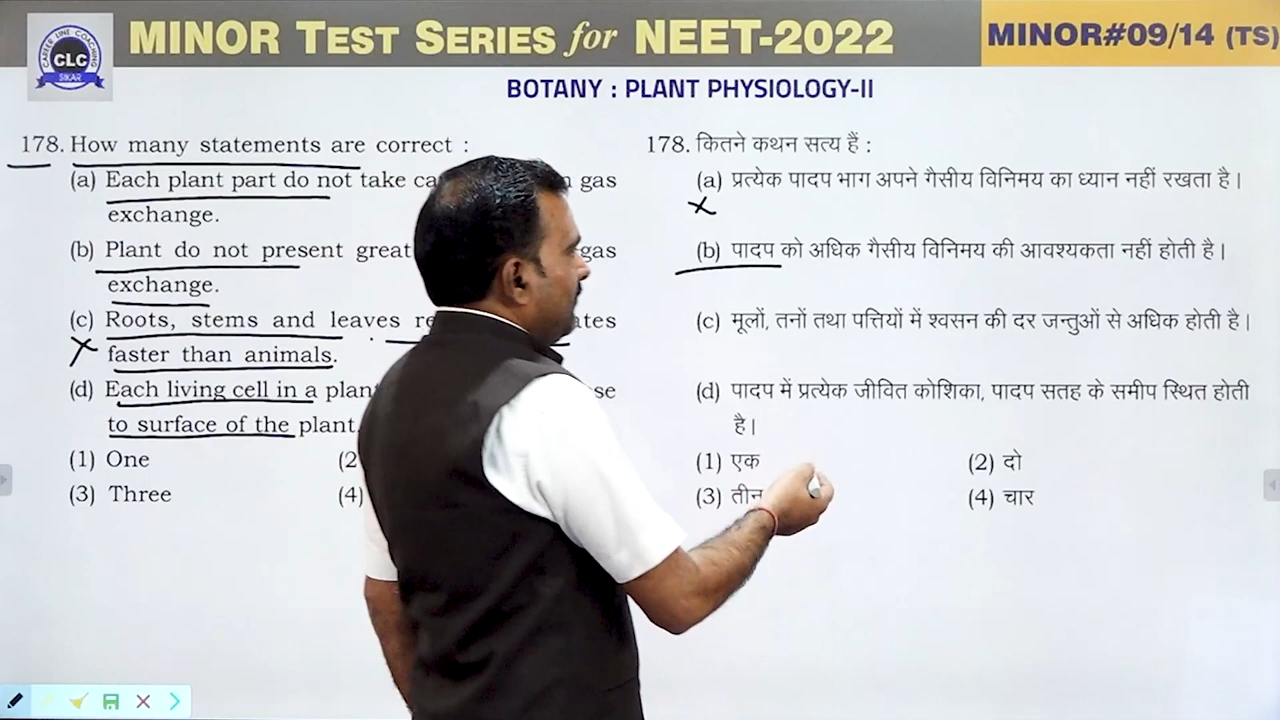 CAREER LINE COACHING
CLC
SIKAR
MINOR TEST SERIES for NEET-2022
MINOR#09/14 (TS)
BOTANY : PLANT PHYSIOLOGY-II
178. How many statements are correct :
(a) Each plant part do not take gas
exchange.
(b) Plant do not present great gas
exchange.
(c) Roots, stems and leaves
faster than animals.
(d) Each living cell in a
to surface of the plant.
(1) One (2
(3) Three (4)
178. कितने कथन सत्य हैं :
(a) प्रत्येक पादप भाग अपने गैसीय विनिमय का ध्यान नहीं रखता है।
(b) पादप को अधिक गैसीय विनिमय की आवश्यकता नहीं होती है।
(c) मूलों, तनों तथा पत्तियों में श्वसन की दर जन्तुओं से अधिक होती है।
(d) पादप में प्रत्येक जीवित कोशिका, पादप सतह के समीप स्थित होती
है।
(1) एक (2) दो
(3) तीन (4) चार